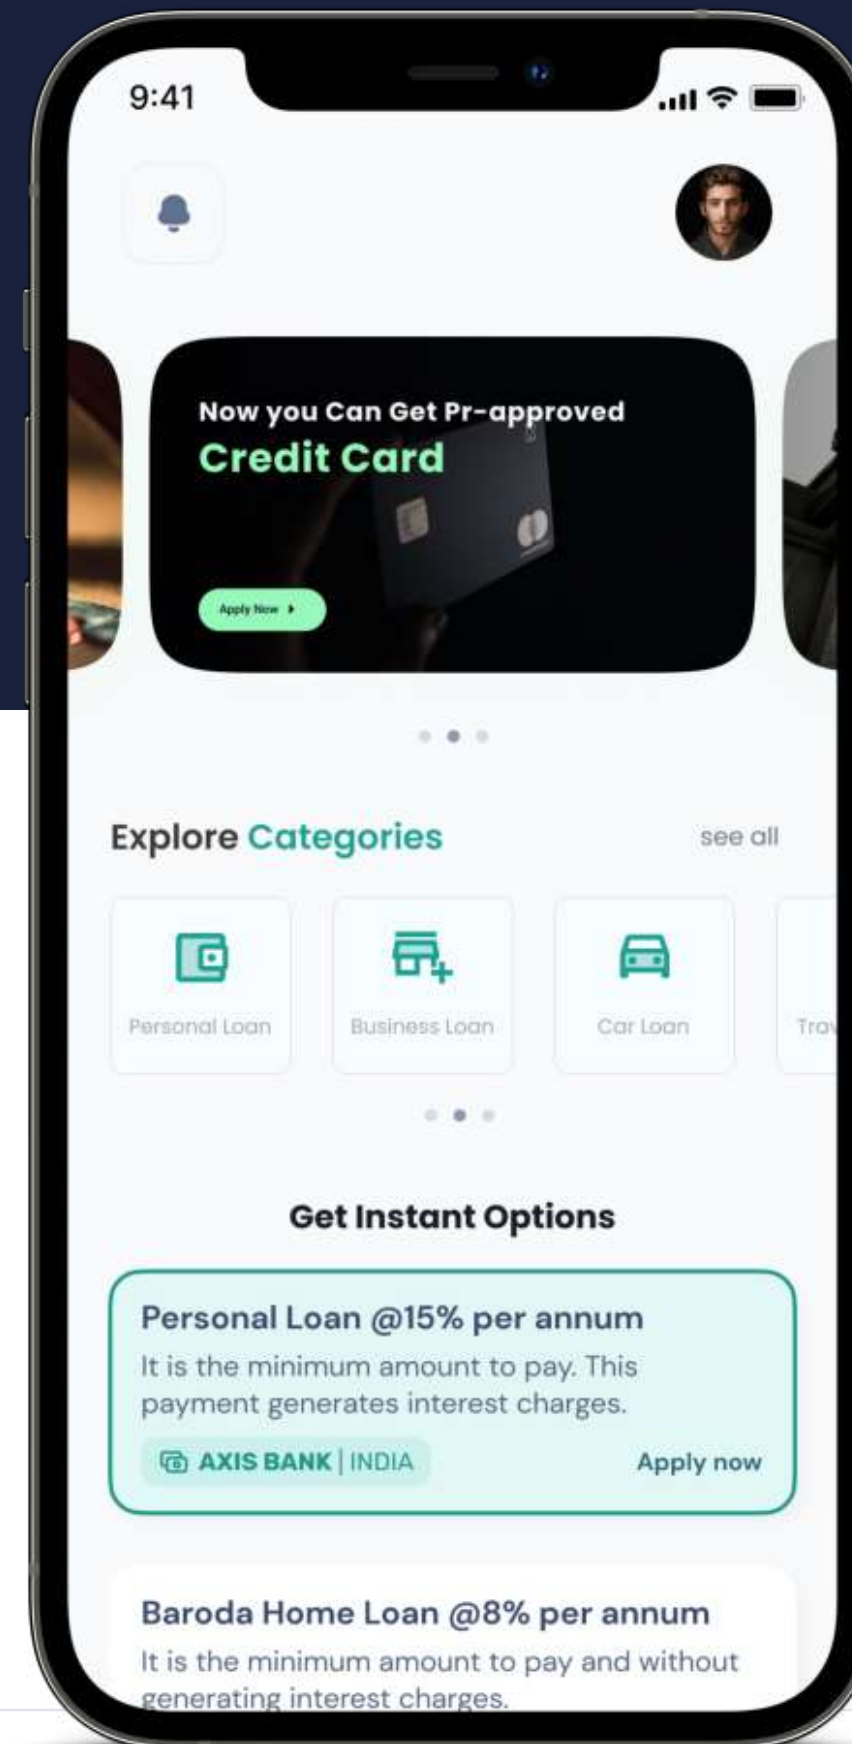 9:41
Now you Can Get Pr-approved
Credit Card
Apply Now
Explore Categories
see all
Personal Loan
Business Loan
Car Loan
Trav
Get Instant Options
Personal Loan @15% per annum
It is the minimum amount to pay. This
payment generates interest charges.
AXIS BANK | INDIA
Apply now
Baroda Home Loan @8% per annum
It is the minimum amount to pay and without
generating interest charges.